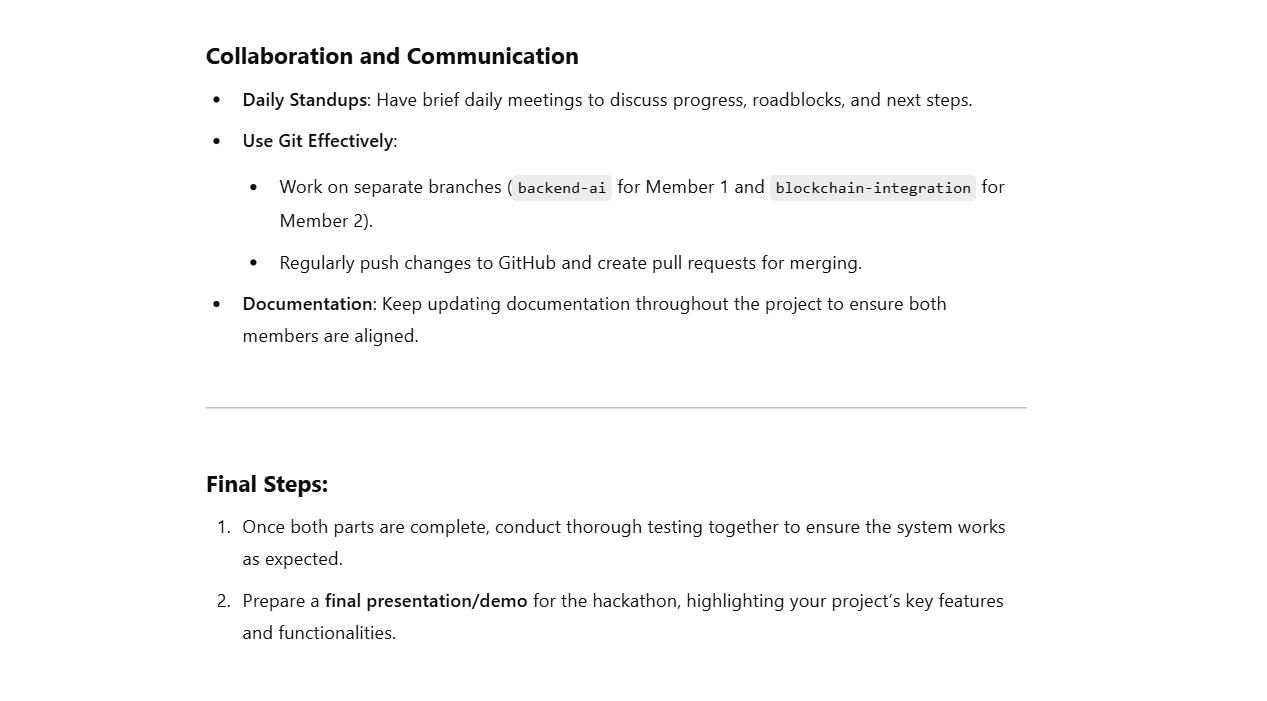 Collaboration and Communication
• Daily Standups: Have brief daily meetings to discuss progress, roadblocks, and next steps.
• Use Git Effectively:
• Work on separate branches ( backend-ai for Member 1 and blockchain-integration for
Member 2).
• Regularly push changes to GitHub and create pull requests for merging.
• Documentation: Keep updating documentation throughout the project to ensure both
members are aligned.
Final Steps:
1. Once both parts are complete, conduct thorough testing together to ensure the system works
as expected.
2. Prepare a final presentation/demo for the hackathon, highlighting your project’s key features
and functionalities.